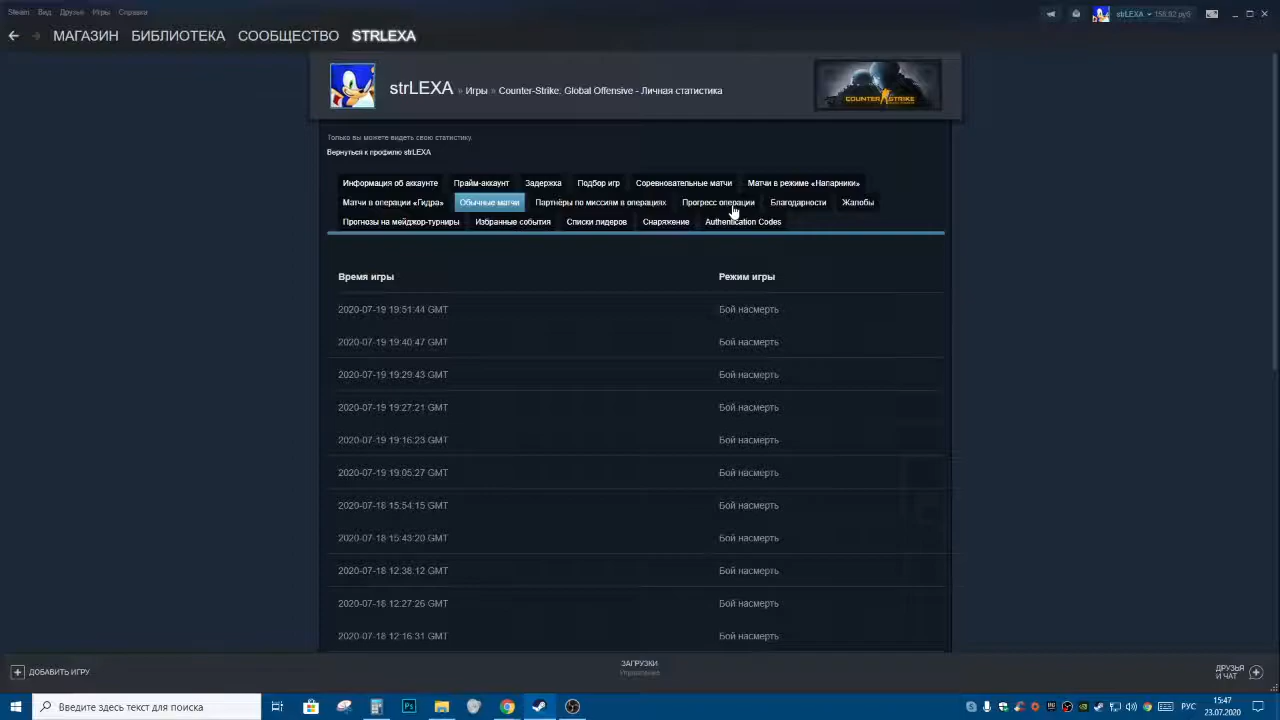 Steam Вид Друзья Игры Справка
strLEXA 158,92 руб
МАГАЗИН БИБЛИОТЕКА СООБЩЕСТВО STRLEXA
strLEXA » Игры » Counter-Strike: Global Offensive - Личная статистика
COUNTER STRIKE
Только вы можете видеть свою статистику.
Вернуться к профилю strLEXA
Информация об аккаунте Прайм-аккаунт Задержка Подбор игр Соревновательные матчи Матчи в режиме «Напарники»
Матчи в операции «Гидра» Обычные матчи Партнёры по миссиям в операциях Прогресс операции Благодарности Жалобы
Прогнозы на мейджор-турниры Избранные события Списки лидеров Снаряжение Authentication Codes
Время игры Режим игры
2020-07-19 19:51:44 GMT Бой насмерть
2020-07-19 19:40:47 GMT Бой насмерть
2020-07-19 19:29:43 GMT Бой насмерть
2020-07-19 19:27:21 GMT Бой насмерть
2020-07-19 19:16:23 GMT Бой насмерть
2020-07-19 19:05:27 GMT Бой насмерть
2020-07-18 15:54:15 GMT Бой насмерть
2020-07-18 15:43:20 GMT Бой насмерть
2020-07-18 12:38:12 GMT Бой насмерть
2020-07-18 12:27:26 GMT Бой насмерть
2020-07-18 12:16:31 GMT Бой насмерть
ДОБАВИТЬ ИГРУ
ЗАГРУЗКИ
Управление
ДРУЗЬЯ
И ЧАТ
Введите здесь текст для поиска
Ps
РУС
15:47
23.07.2020